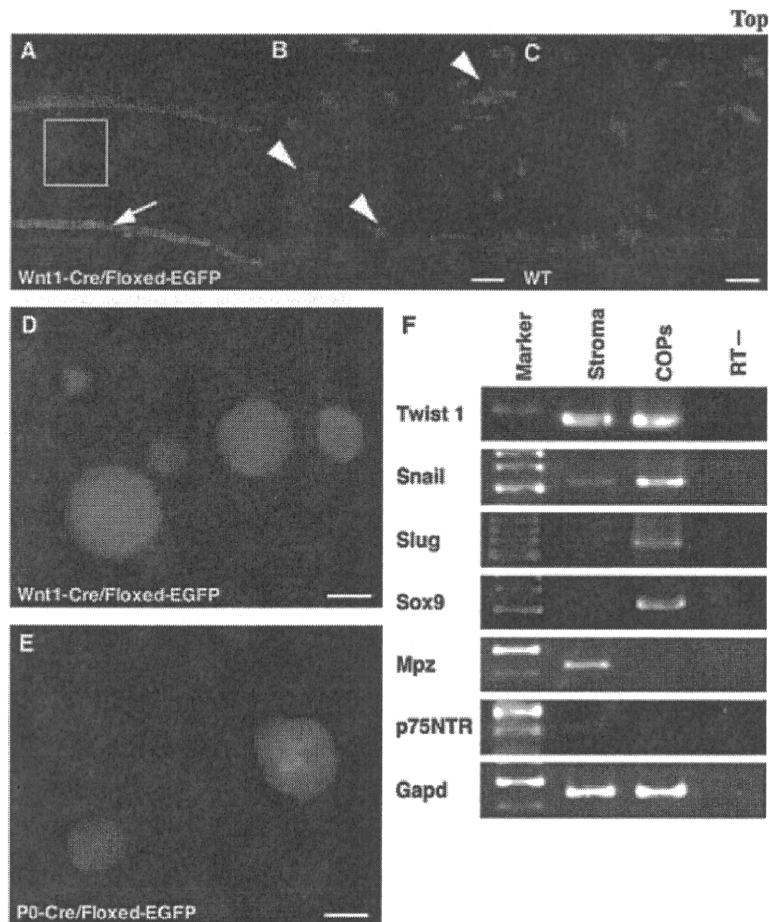 Top
A
B
C
Wnt1-Cre/Floxed-EGFP
WT
D
Wnt1-Cre/Floxed-EGFP
E
P0-Cre/Floxed-EGFP
F
Marker
Stroma
COPs
RT−
Twist 1
Snail
Slug
Sox9
Mpz
p75NTR
Gapd